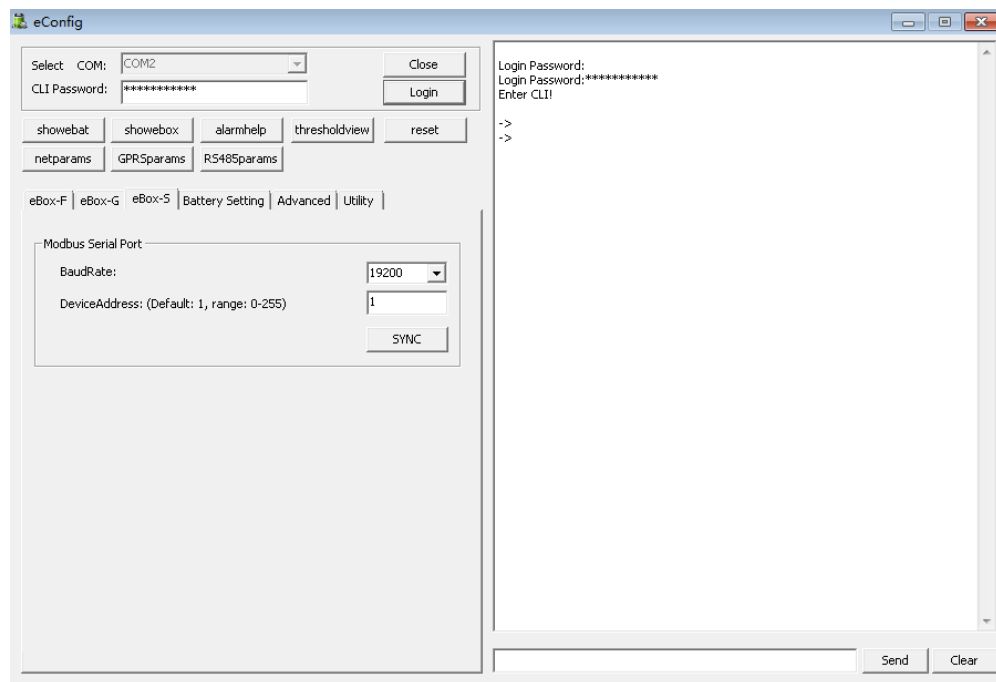 eConfig
Select COM: COM2
Close
CLI Password: ***********
Login
showebat showebox alarmhelp thresholdview reset
netparams GPRSparams RS485params
eBox-F eBox-G eBox-S Battery Setting Advanced Utility
Modbus Serial Port
BaudRate: 19200
DeviceAddress: (Default: 1, range: 0-255) 1
SYNC
Login Password:
Login Password:***********
Enter CLI!
->
->
Send Clear